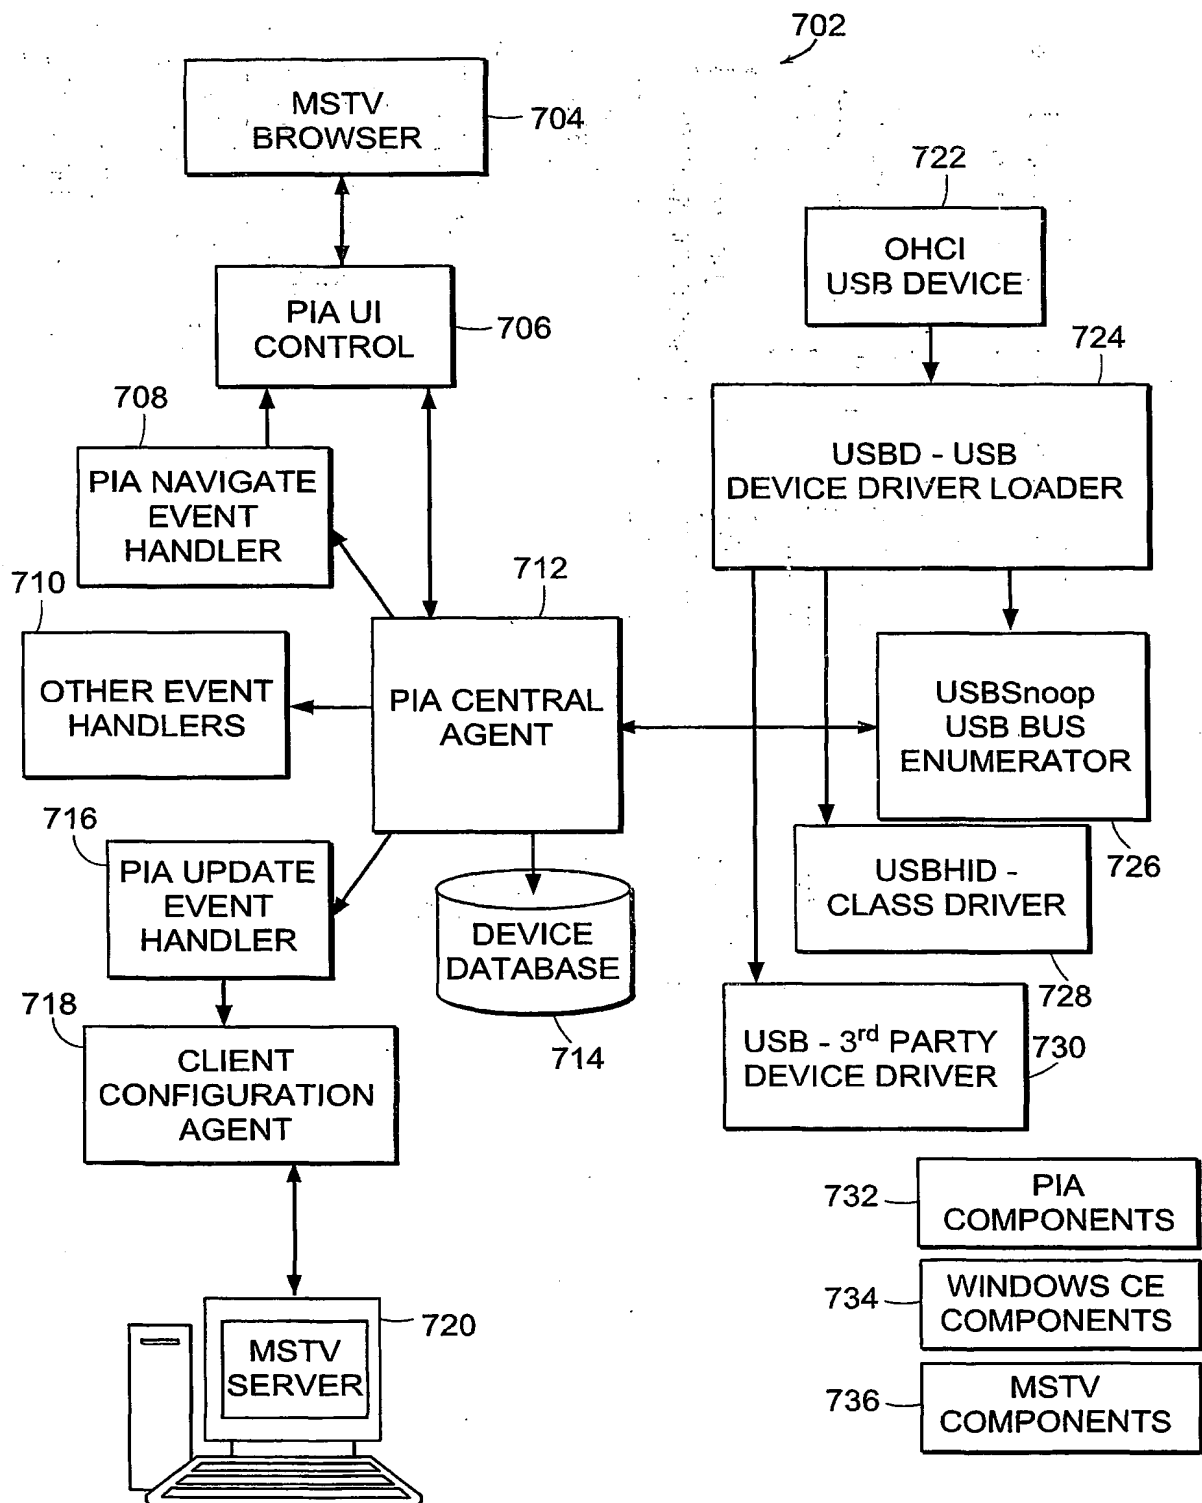 702
MSTV
BROWSER
704
722
OHCI
USB DEVICE
PIA UI
CONTROL
706
724
708
USBD - USB
DEVICE DRIVER LOADER
PIA NAVIGATE
EVENT
HANDLER
710
712
OTHER EVENT
HANDLERS
PIA CENTRAL
AGENT
USBSnoop
USB BUS
ENUMERATOR
726
716
PIA UPDATE
EVENT
HANDLER
USBHID -
CLASS DRIVER
728
DEVICE
DATABASE
714
718
CLIENT
CONFIGURATION
AGENT
USB - 3rd PARTY
DEVICE DRIVER
730
732
PIA
COMPONENTS
734
WINDOWS CE
COMPONENTS
736
MSTV
COMPONENTS
720
MSTV
SERVER